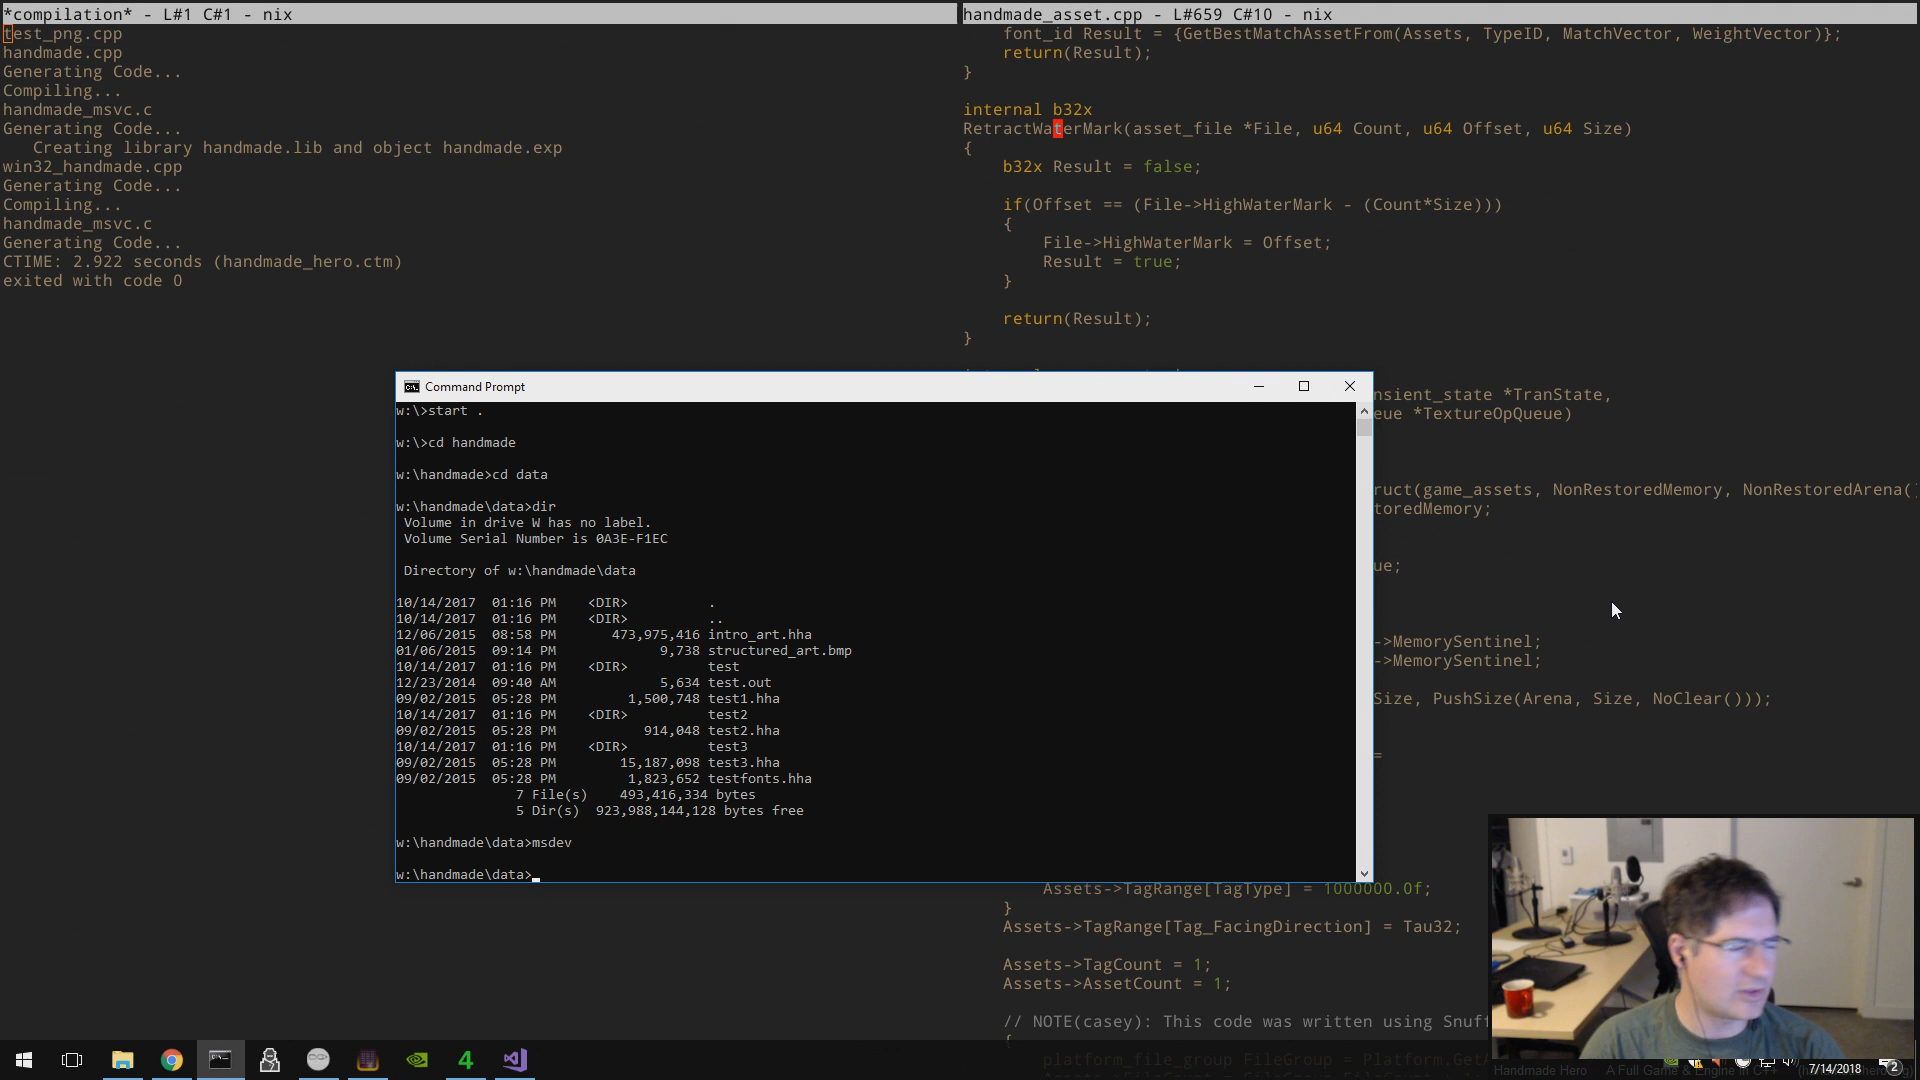 *compilation* - L#1 C#1 - nix
test_png.cpp
handmade.cpp
Generating Code...
Compiling...
handmade_msvc.c
Generating Code...
Creating library handmade.lib and object handmade.exp
win32_handmade.cpp
Generating Code...
Compiling...
handmade_msvc.c
Generating Code...
CTIME: 2.922 seconds (handmade_hero.ctm)
exited with code 0
handmade_asset.cpp - L#659 C#10 - nix
font_id Result = {GetBestMatchAssetFrom(Assets, TypeID, MatchVector, WeightVector)};
return(Result);
}
internal b32x
RetractWaterMark(asset_file *File, u64 Count, u64 Offset, u64 Size)
{
b32x Result = false;
if(Offset == (File->HighWaterMark - (Count*Size)))
{
File->HighWaterMark = Offset;
Result = true;
}
return(Result);
}
nsient_state *TranState,
eue *TextureOpQueue)
ruct(game_assets, NonRestoredMemory, NonRestoredArena(
toredMemory;
ue;
->MemorySentinel;
->MemorySentinel;
Size, PushSize(Arena, Size, NoClear()));
=
Assets->TagRange[TagType] = 1000000.0f;
}
Assets->TagRange[Tag_FacingDirection] = Tau32;
Assets->TagCount = 1;
Assets->AssetCount = 1;
// NOTE(casey): This code was written using Snuff
{
platform_file_group FileGroup = Platform.GetA
Command Prompt
w:\>start .
w:\>cd handmade
w:\handmade>cd data
w:\handmade\data>dir
Volume in drive W has no label.
Volume Serial Number is 0A3E-F1EC
Directory of w:\handmade\data
10/14/2017 01:16 PM <DIR> .
10/14/2017 01:16 PM <DIR> ..
12/06/2015 08:58 PM 473,975,416 intro_art.hha
01/06/2015 09:14 PM 9,738 structured_art.bmp
10/14/2017 01:16 PM <DIR> test
12/23/2014 09:40 AM 5,634 test.out
09/02/2015 05:28 PM 1,500,748 test1.hha
10/14/2017 01:16 PM <DIR> test2
09/02/2015 05:28 PM 914,048 test2.hha
10/14/2017 01:16 PM <DIR> test3
09/02/2015 05:28 PM 15,187,098 test3.hha
09/02/2015 05:28 PM 1,823,652 testfonts.hha
7 File(s) 493,416,334 bytes
5 Dir(s) 923,988,144,128 bytes free
w:\handmade\data>msdev
w:\handmade\data>
4
7/14/2018
2
Handmade Hero A Full Game & Engine in C++